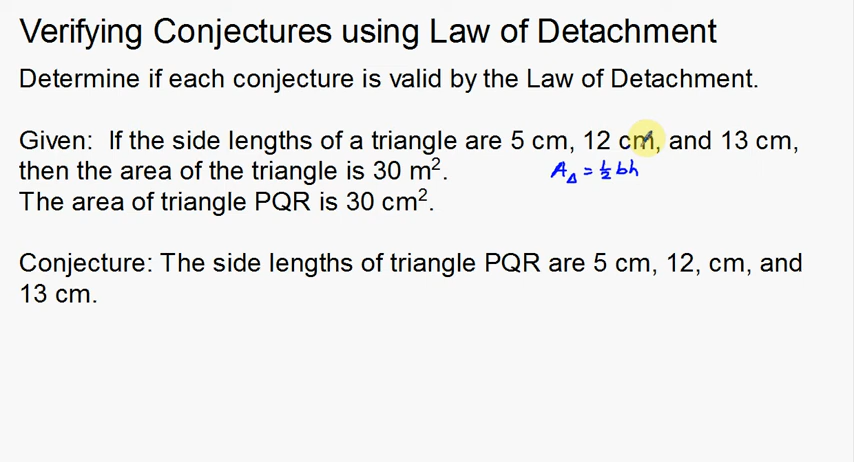 Verifying Conjectures using Law of Detachment
Determine if each conjecture is valid by the Law of Detachment.
Given: If the side lengths of a triangle are 5 cm, 12 cm, and 13 cm,
then the area of the triangle is 30 m².
A△ = ½ bh
The area of triangle PQR is 30 cm².
Conjecture: The side lengths of triangle PQR are 5 cm, 12, cm, and
13 cm.